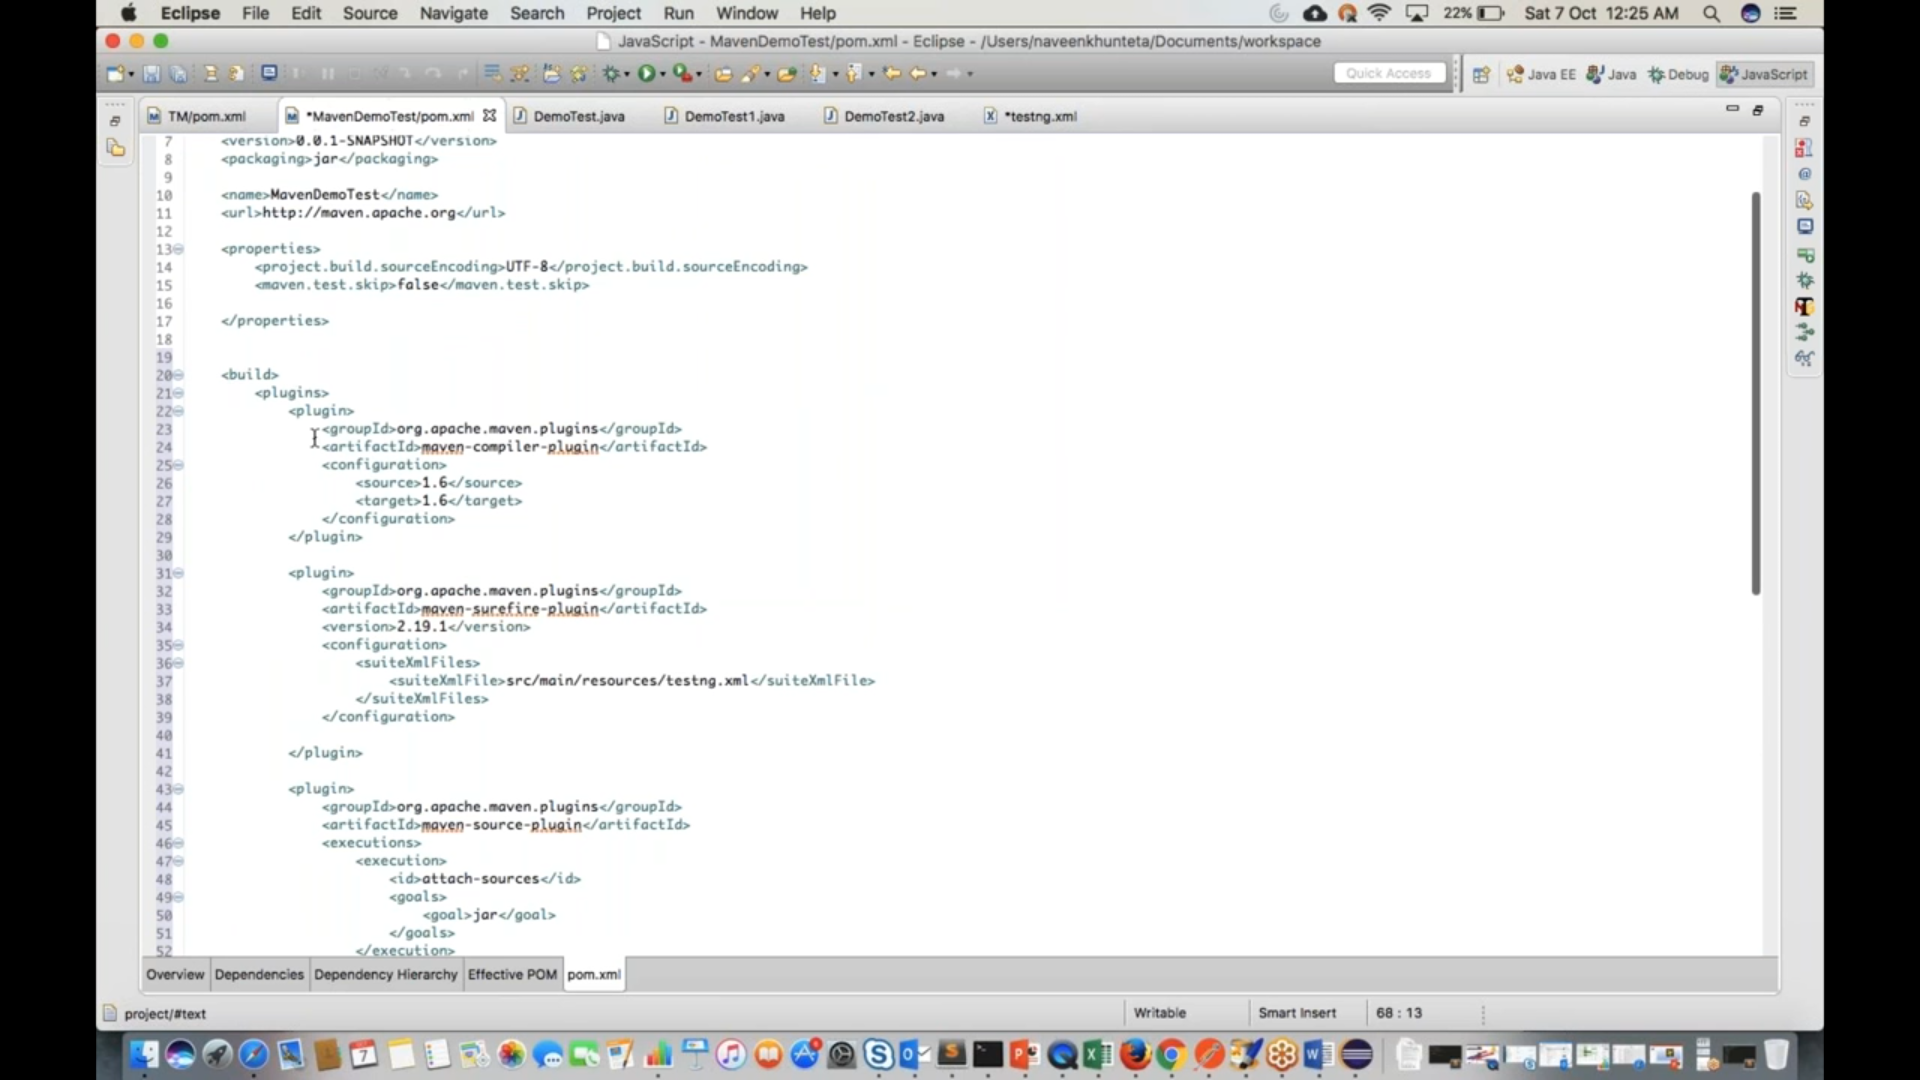 Eclipse File Edit Source Navigate Search Project Run Window Help 22% Sat 7 Oct 12:25 AM
JavaScript - MavenDemoTest/pom.xml - Eclipse - /Users/naveenkhunteta/Documents/workspace
Quick Access Java EE Java Debug JavaScript
TM/pom.xml *MavenDemoTest/pom.xml DemoTest.java DemoTest1.java DemoTest2.java *testng.xml
7 <version>0.0.1-SNAPSHOT</version>
8 <packaging>jar</packaging>
9
10 <name>MavenDemoTest</name>
11 <url>http://maven.apache.org</url>
12
13 <properties>
14 <project.build.sourceEncoding>UTF-8</project.build.sourceEncoding>
15 <maven.test.skip>false</maven.test.skip>
16
17 </properties>
18
19
20 <build>
21 <plugins>
22 <plugin>
23 <groupId>org.apache.maven.plugins</groupId>
24 <artifactId>maven-compiler-plugin</artifactId>
25 <configuration>
26 <source>1.6</source>
27 <target>1.6</target>
28 </configuration>
29 </plugin>
30
31 <plugin>
32 <groupId>org.apache.maven.plugins</groupId>
33 <artifactId>maven-surefire-plugin</artifactId>
34 <version>2.19.1</version>
35 <configuration>
36 <suiteXmlFiles>
37 <suiteXmlFile>src/main/resources/testng.xml</suiteXmlFile>
38 </suiteXmlFiles>
39 </configuration>
40
41 </plugin>
42
43 <plugin>
44 <groupId>org.apache.maven.plugins</groupId>
45 <artifactId>maven-source-plugin</artifactId>
46 <executions>
47 <execution>
48 <id>attach-sources</id>
49 <goals>
50 <goal>jar</goal>
51 </goals>
52 </execution>
Overview Dependencies Dependency Hierarchy Effective POM pom.xml
project/#text Writable Smart Insert 68 : 13